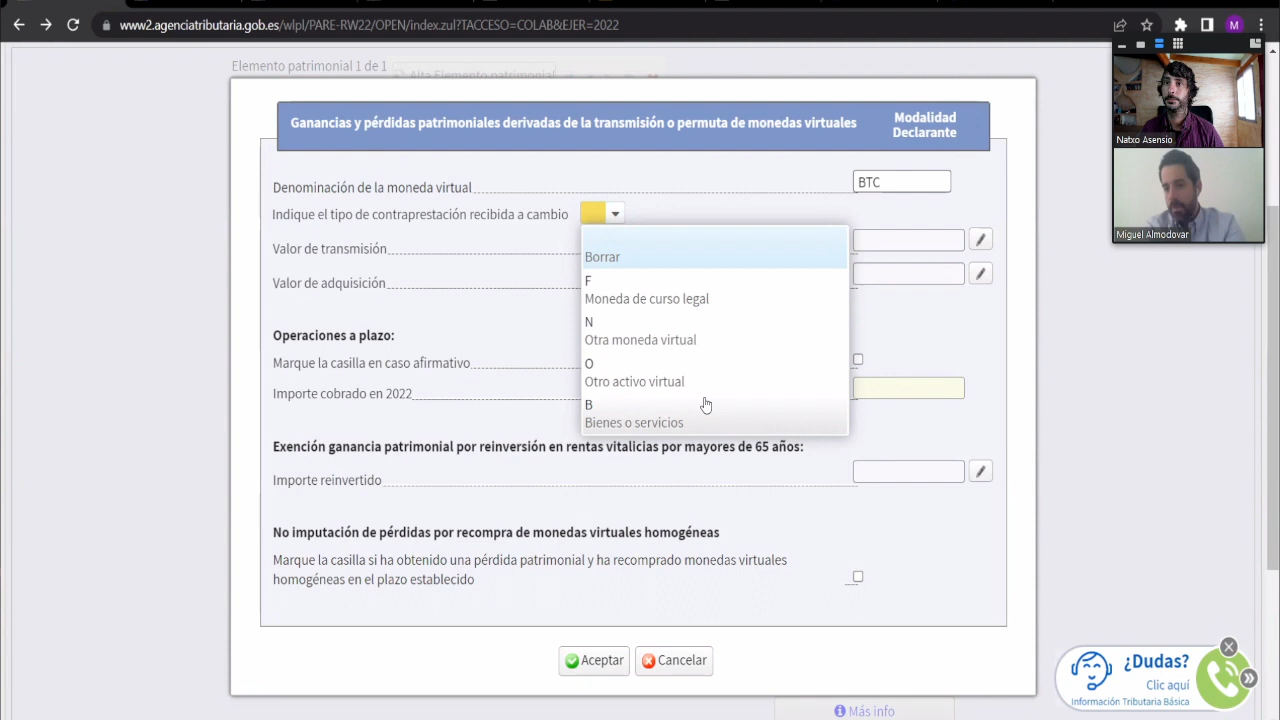 www2.agenciatributaria.gob.es/wlpl/PARE-RW22/OPEN/index.zul?TACCESO=COLAB&EJER=2022
M
Elemento patrimonial 1 de 1
Alta Elemento patrimonial
Ganancias y pérdidas patrimoniales derivadas de la transmisión o permuta de monedas virtuales
Modalidad
Declarante
Natxo Asensio
Miguel Almodovar
Denominación de la moneda virtual
BTC
Indique el tipo de contraprestación recibida a cambio
Valor de transmisión
Valor de adquisición
Borrar
F
Moneda de curso legal
N
Otra moneda virtual
O
Otro activo virtual
B
Bienes o servicios
Operaciones a plazo:
Marque la casilla en caso afirmativo
Importe cobrado en 2022
Exención ganancia patrimonial por reinversión en rentas vitalicias por mayores de 65 años:
Importe reinvertido
No imputación de pérdidas por recompra de monedas virtuales homogéneas
Marque la casilla si ha obtenido una pérdida patrimonial y ha recomprado monedas virtuales
homogéneas en el plazo establecido
Aceptar
Cancelar
¿Dudas?
Clic aquí
Información Tributaria Básica
Más info